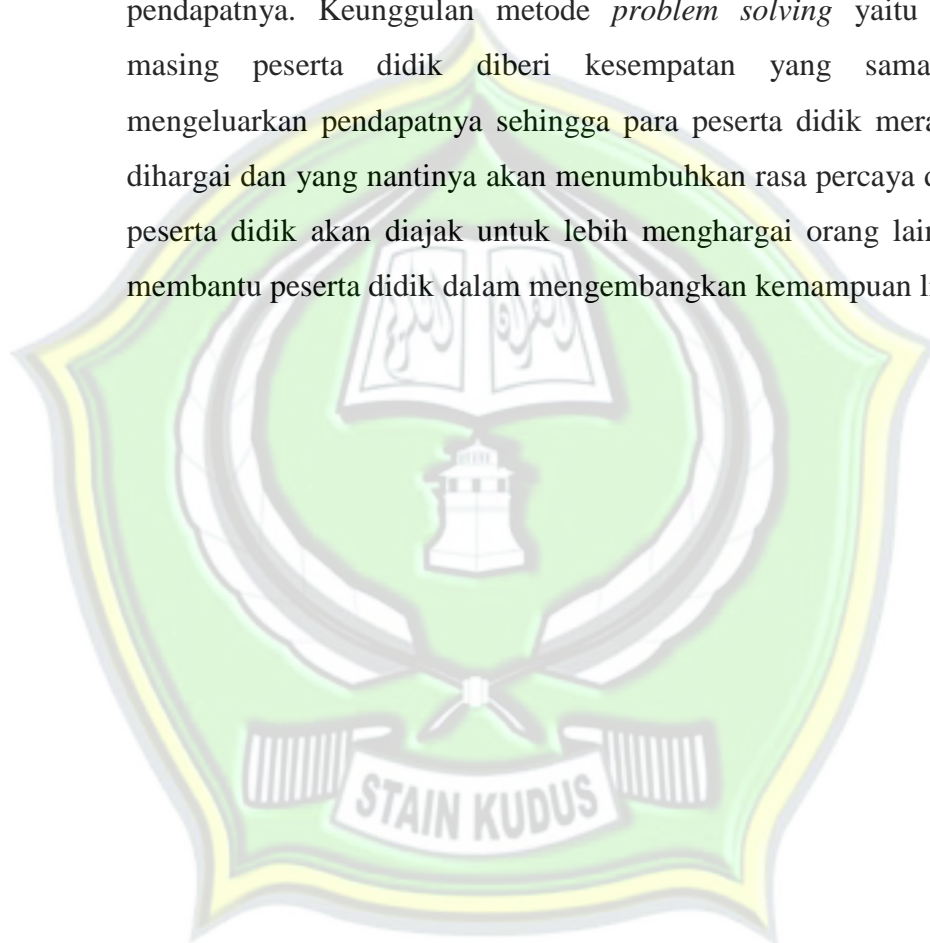 pendapatnya. Keunggulan metode problem solving yaitu
masing peserta didik diberi kesempatan yang sama
mengeluarkan pendapatnya sehingga para peserta didik
dihargai dan yang nantinya akan menumbuhkan rasa percaya
peserta didik akan diajak untuk lebih menghargai orang
membantu peserta didik dalam mengembangkan kemampuan
STAIN KUDUS